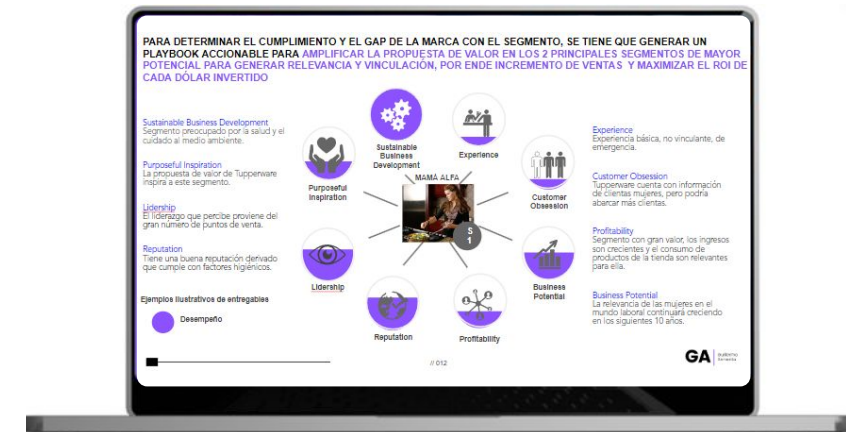 PARA DETERMINAR EL CUMPLIMIENTO Y EL GAP DE LA MARCA CON EL SEGMENTO, SE TIENE QUE GENERAR UN
PLAYBOOK ACCIONABLE PARA AMPLIFICAR LA PROPUESTA DE VALOR EN LOS 2 PRINCIPALES SEGMENTOS DE MAYOR
POTENCIAL PARA GENERAR RELEVANCIA Y VINCULACIÓN, POR ENDE INCREMENTO DE VENTAS Y MAXIMIZAR EL ROI DE
CADA DÓLAR INVERTIDO
Sustainable Business Development
Segmento preocupado por la salud y el
cuidado al medio ambiente.
Purposeful Inspiration
La propuesta de valor de Tupperware
inspira a este segmento.
Lidership
El liderazgo que percibe proviene del
gran número de puntos de venta.
Reputation
Tiene una buena reputación derivado
que cumple con factores higiénicos.
Ejemplos ilustrativos de entregables
Desempeño
Sustainable
Business
Development
Experience
Purposeful
Inspiration
MAMÁ ALFA
S
1
Customer
Obsession
Lidership
Business
Potential
Reputation
Profitability
Experience
Experiencia básica, no vinculante, de
emergencia.
Customer Obsession
Tupperware cuenta con información
de clientas mujeres, pero podría
abarcar más clientas.
Profitability
Segmento con gran valor, los ingresos
son crecientes y el consumo de
productos de la tienda son relevantes
para ella.
Business Potential
La relevancia de las mujeres en el
mundo laboral continuará creciendo
en los siguientes 10 años.
// 012
GA